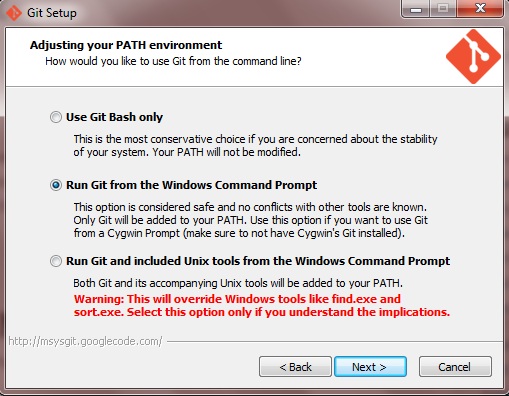 Git Setup
Adjusting your PATH environment
How would you like to use Git from the command line?
Use Git Bash only
This is the most conservative choice if you are concerned about the stability
of your system. Your PATH will not be modified.
Run Git from the Windows Command Prompt
This option is considered safe and no conflicts with other tools are known.
Only Git will be added to your PATH. Use this option if you want to use Git
from a Cygwin Prompt (make sure to not have Cygwin's Git installed).
Run Git and included Unix tools from the Windows Command Prompt
Both Git and its accompanying Unix tools will be added to your PATH.
Warning: This will override Windows tools like find.exe and
sort.exe. Select this option only if you understand the implications.
http://msysgit.googlecode.com/
< Back
Next >
Cancel